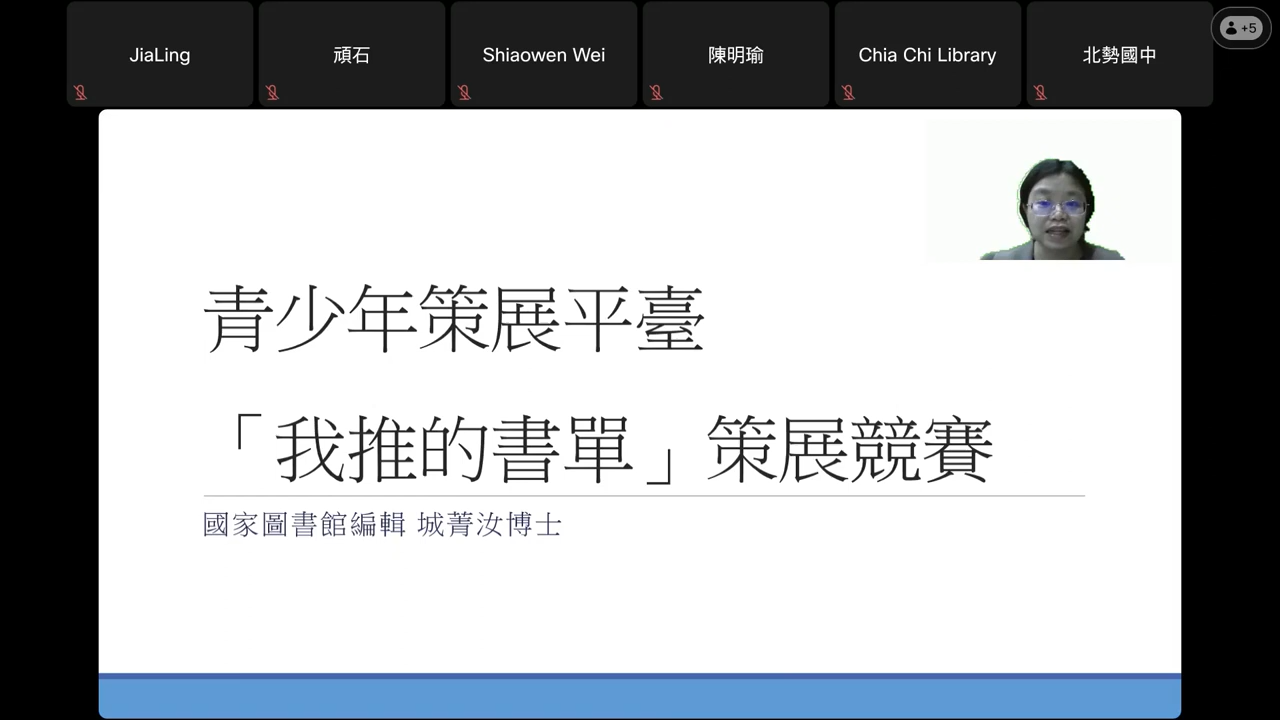 JiaLing
頑石
Shiaowen Wei
陳明瑜
Chia Chi Library
北勢國中
+5
青少年策展平臺
「我推的書單」策展競賽
國家圖書館編輯 城菁汝博士